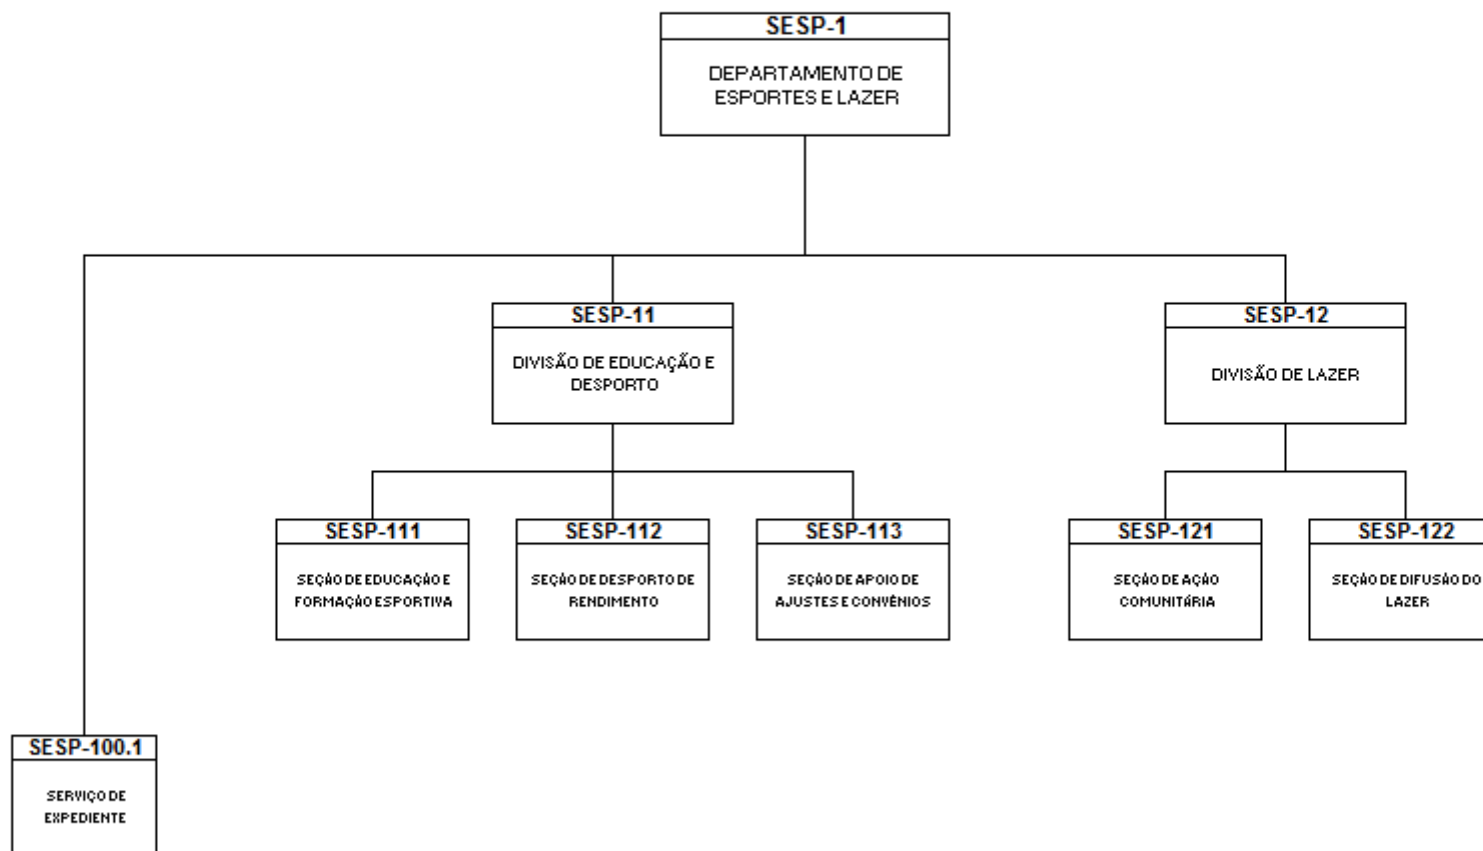 SESP-1
DEPARTAMENTO DE
ESPORTES E LAZER
SESP-11
DIVISÃO DE EDUCAÇÃO E
DESPORTO
SESP-12
DIVISÃO DE LAZER
SESP-111
SEÇÃO DE EDUCAÇÃO E
FORMAÇÃO ESPORTIVA
SESP-112
SEÇÃO DE DESPORTO DE
RENDIMENTO
SESP-113
SEÇÃO DE APOIO DE
AJUSTES E CONVÊNIOS
SESP-121
SEÇÃO DE AÇÃO
COMUNITÁRIA
SESP-122
SEÇÃO DE DIFUSÃO DO
LAZER
SESP-100.1
SERVIÇO DE
EXPEDIENTE